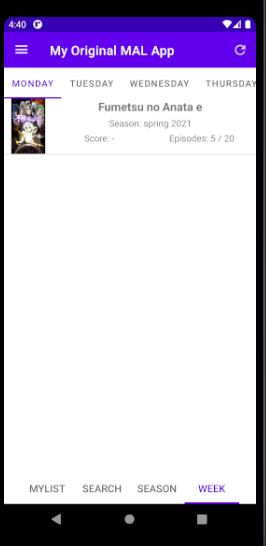 4:40
My Original MAL App
MONDAY TUESDAY WEDNESDAY THURSDAY
Fumetsu no Anata e
Season: spring 2021
Score: - Episodes: 5 / 20
MYLIST SEARCH SEASON WEEK